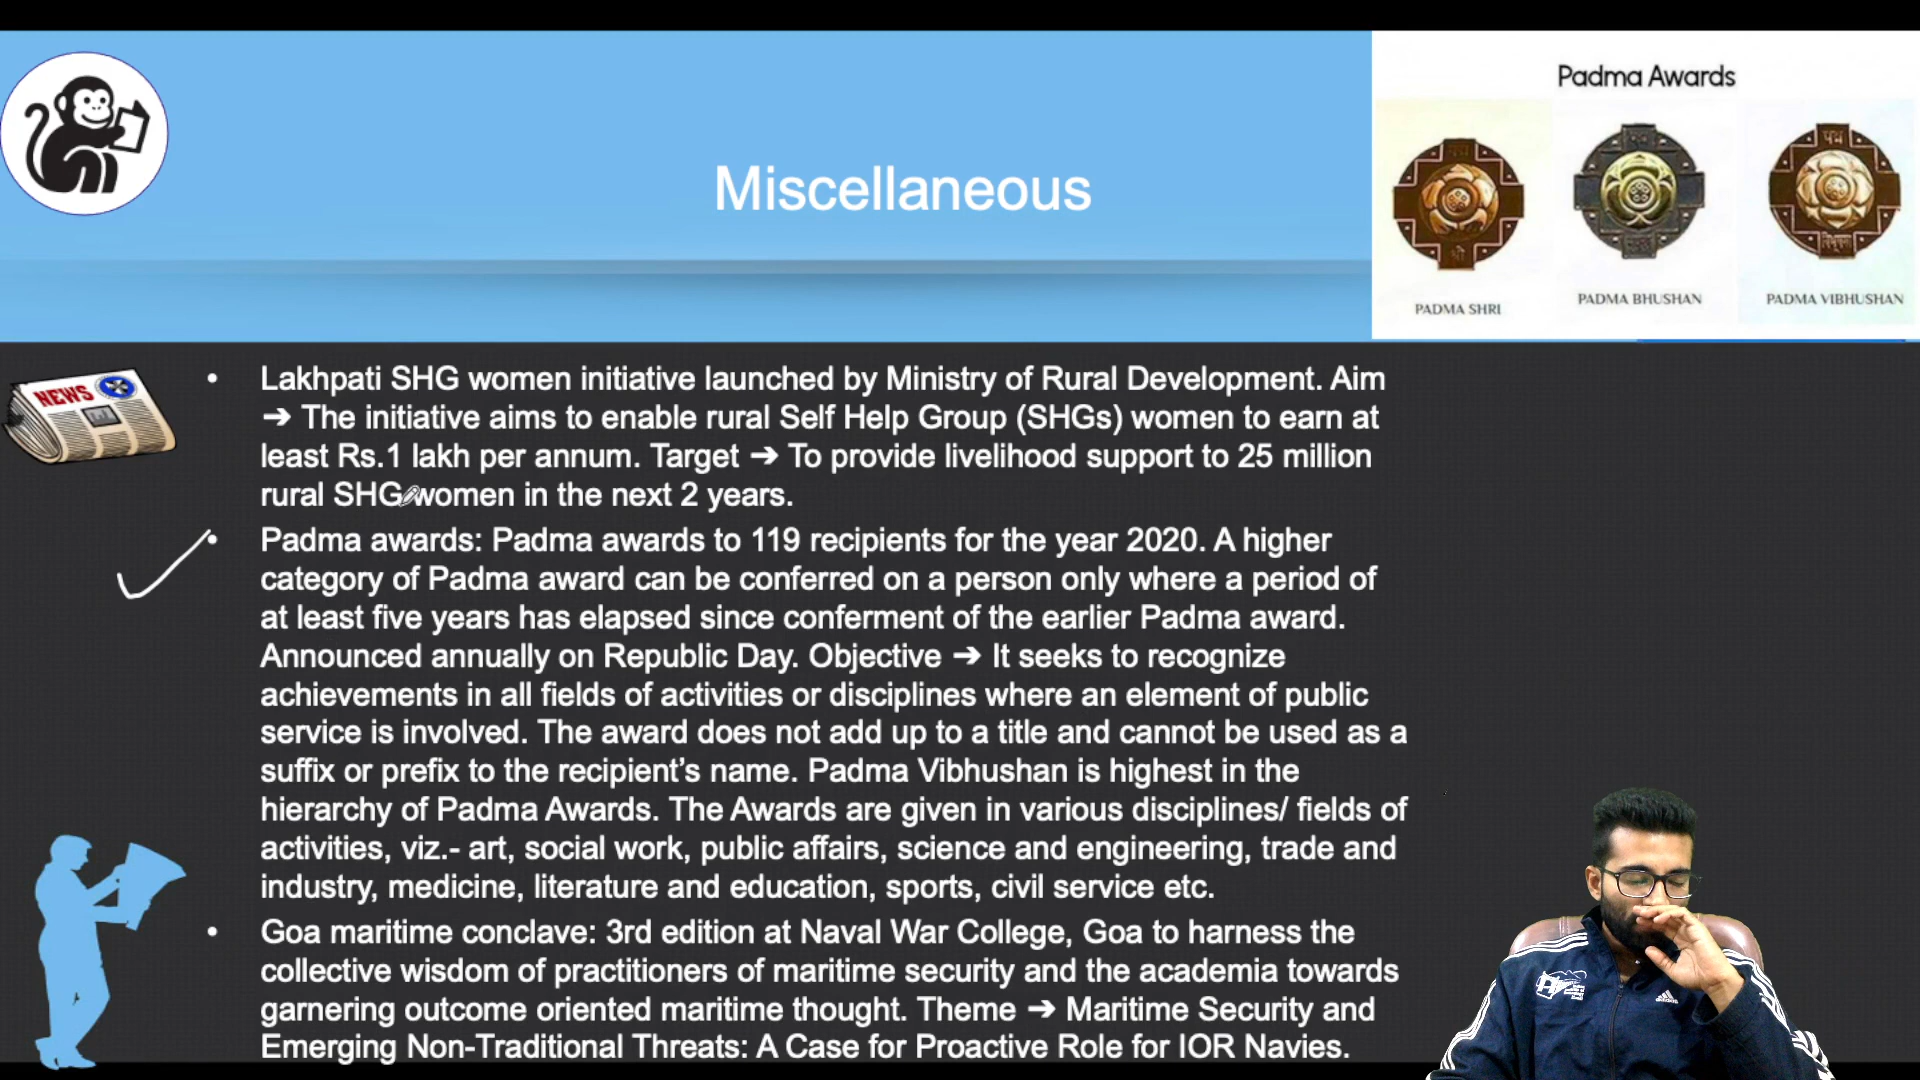 Padma Awards
Miscellaneous
PADMA SHRI
PADMA BHUSHAN
PADMA VIBHUSHAN
NEWS
• Lakhpati SHG women initiative launched by Ministry of Rural Development. Aim
➔ The initiative aims to enable rural Self Help Group (SHGs) women to earn at
least Rs.1 lakh per annum. Target ➔ To provide livelihood support to 25 million
rural SHG women in the next 2 years.
• Padma awards: Padma awards to 119 recipients for the year 2020. A higher
category of Padma award can be conferred on a person only where a period of
at least five years has elapsed since conferment of the earlier Padma award.
Announced annually on Republic Day. Objective ➔ It seeks to recognize
achievements in all fields of activities or disciplines where an element of public
service is involved. The award does not add up to a title and cannot be used as a
suffix or prefix to the recipient’s name. Padma Vibhushan is highest in the
hierarchy of Padma Awards. The Awards are given in various disciplines/ fields of
activities, viz.- art, social work, public affairs, science and engineering, trade and
industry, medicine, literature and education, sports, civil service etc.
• Goa maritime conclave: 3rd edition at Naval War College, Goa to harness the
collective wisdom of practitioners of maritime security and the academia towards
garnering outcome oriented maritime thought. Theme ➔ Maritime Security and
Emerging Non-Traditional Threats: A Case for Proactive Role for IOR Navies.